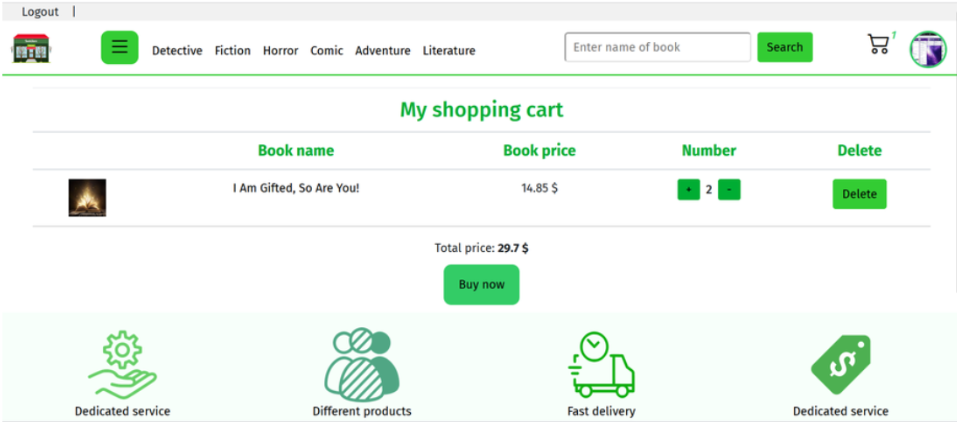 Logout |
Detective Fiction Horror Comic Adventure Literature Enter name of book Search 1
My shopping cart
Book name Book price Number Delete
I Am Gifted, So Are You! 14.85 $ + 2 - Delete
Total price: 29.7 $
Buy now
Dedicated service Different products Fast delivery Dedicated service